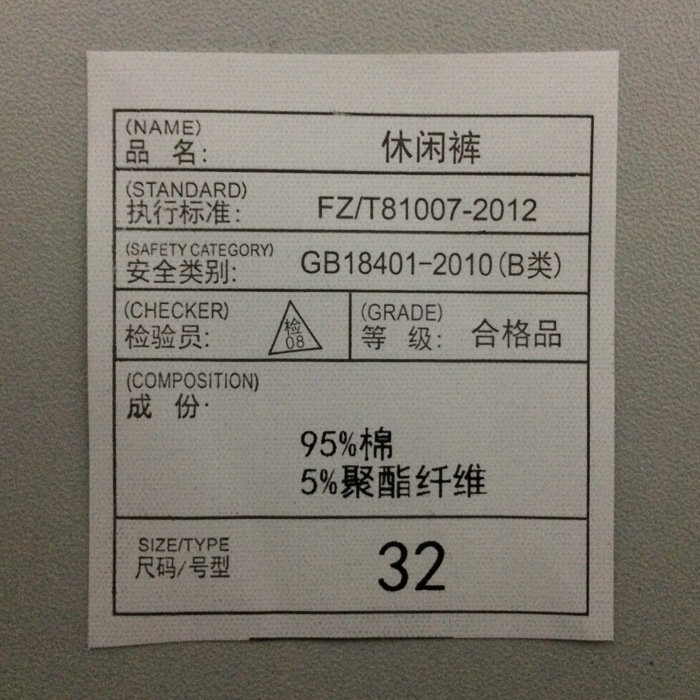 (NAME)
品 名: 休闲裤
(STANDARD)
执行标准: FZ/T81007-2012
(SAFETY CATEGORY)
安全类别: GB18401-2010(B类)
(CHECKER)
检验员: 检
08
(GRADE)
等 级: 合格品
(COMPOSITION)
成 份:
95%棉
5%聚酯纤维
SIZE/TYPE
尺码/号型 32